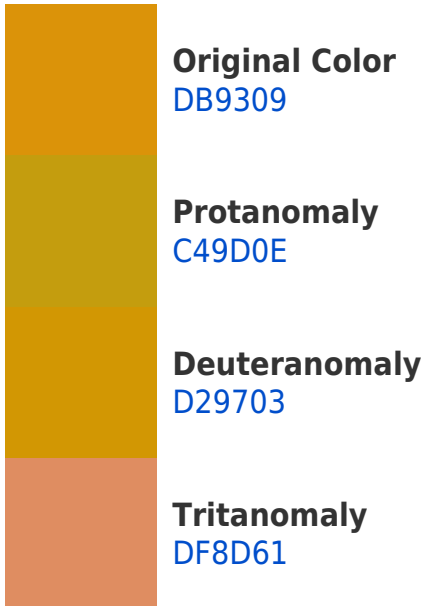 Original Color
DB9309
Protanomaly
C49D0E
Deuteranomaly
D29703
Tritanomaly
DF8D61